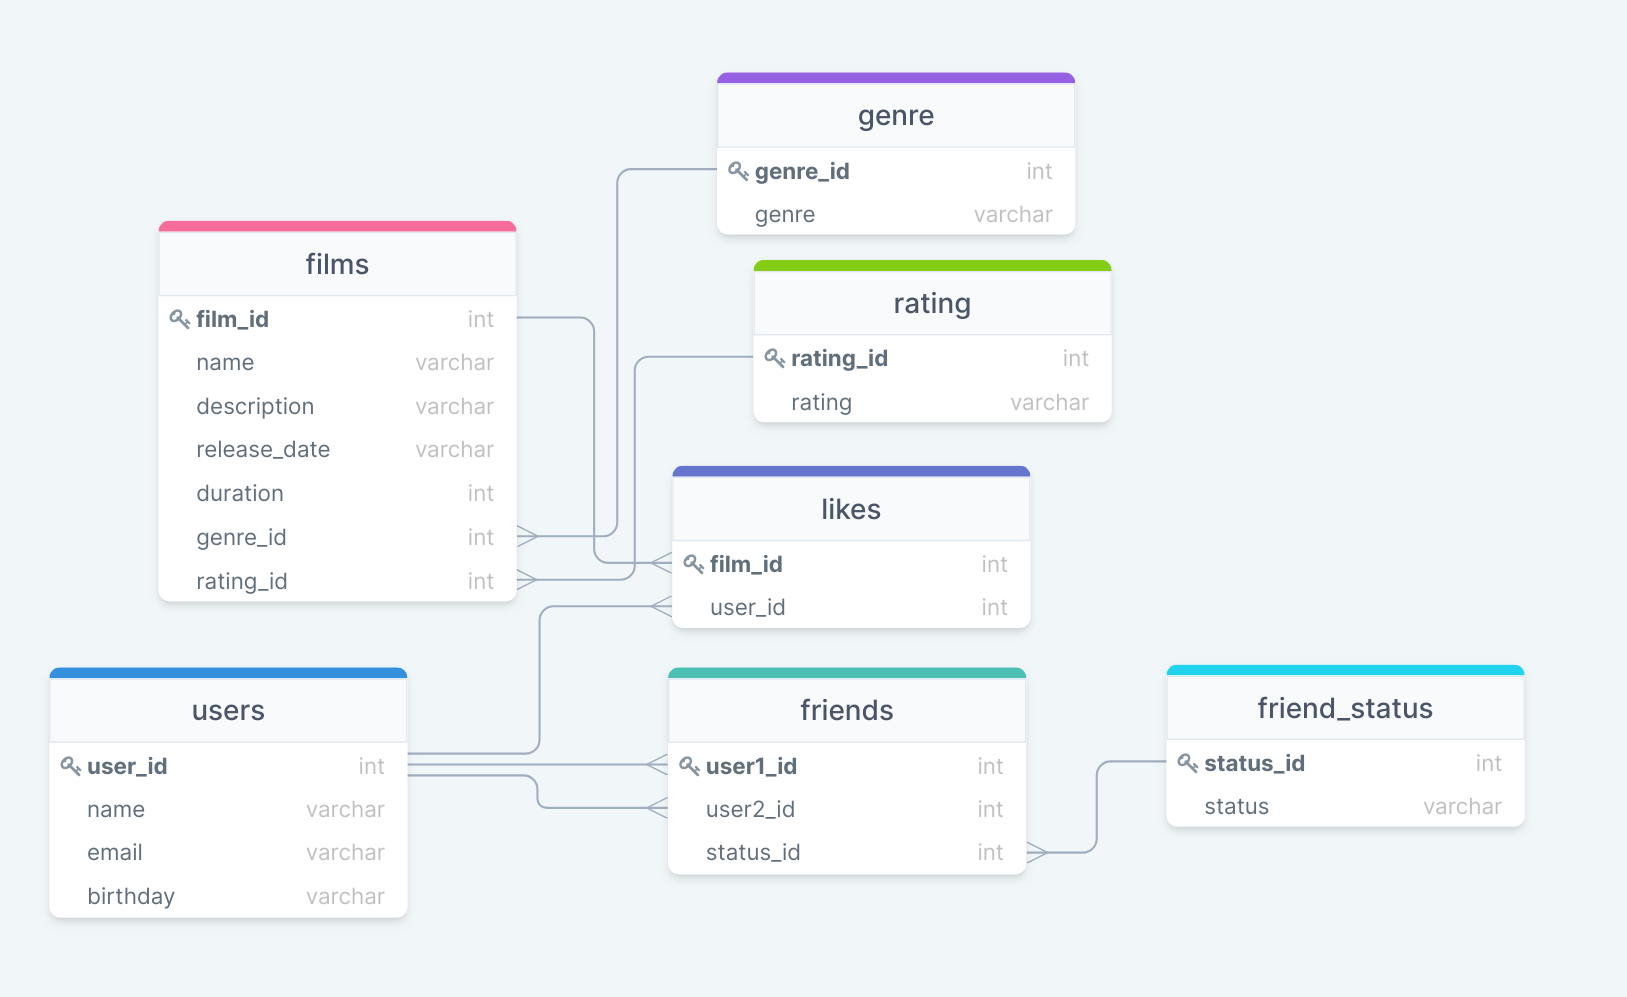 genre
genre_id int
genre varchar
films
film_id int
name varchar
description varchar
release_date varchar
duration int
genre_id int
rating_id int
rating
rating_id int
rating varchar
likes
film_id int
user_id int
users
user_id int
name varchar
email varchar
birthday varchar
friends
user1_id int
user2_id int
status_id int
friend_status
status_id int
status varchar